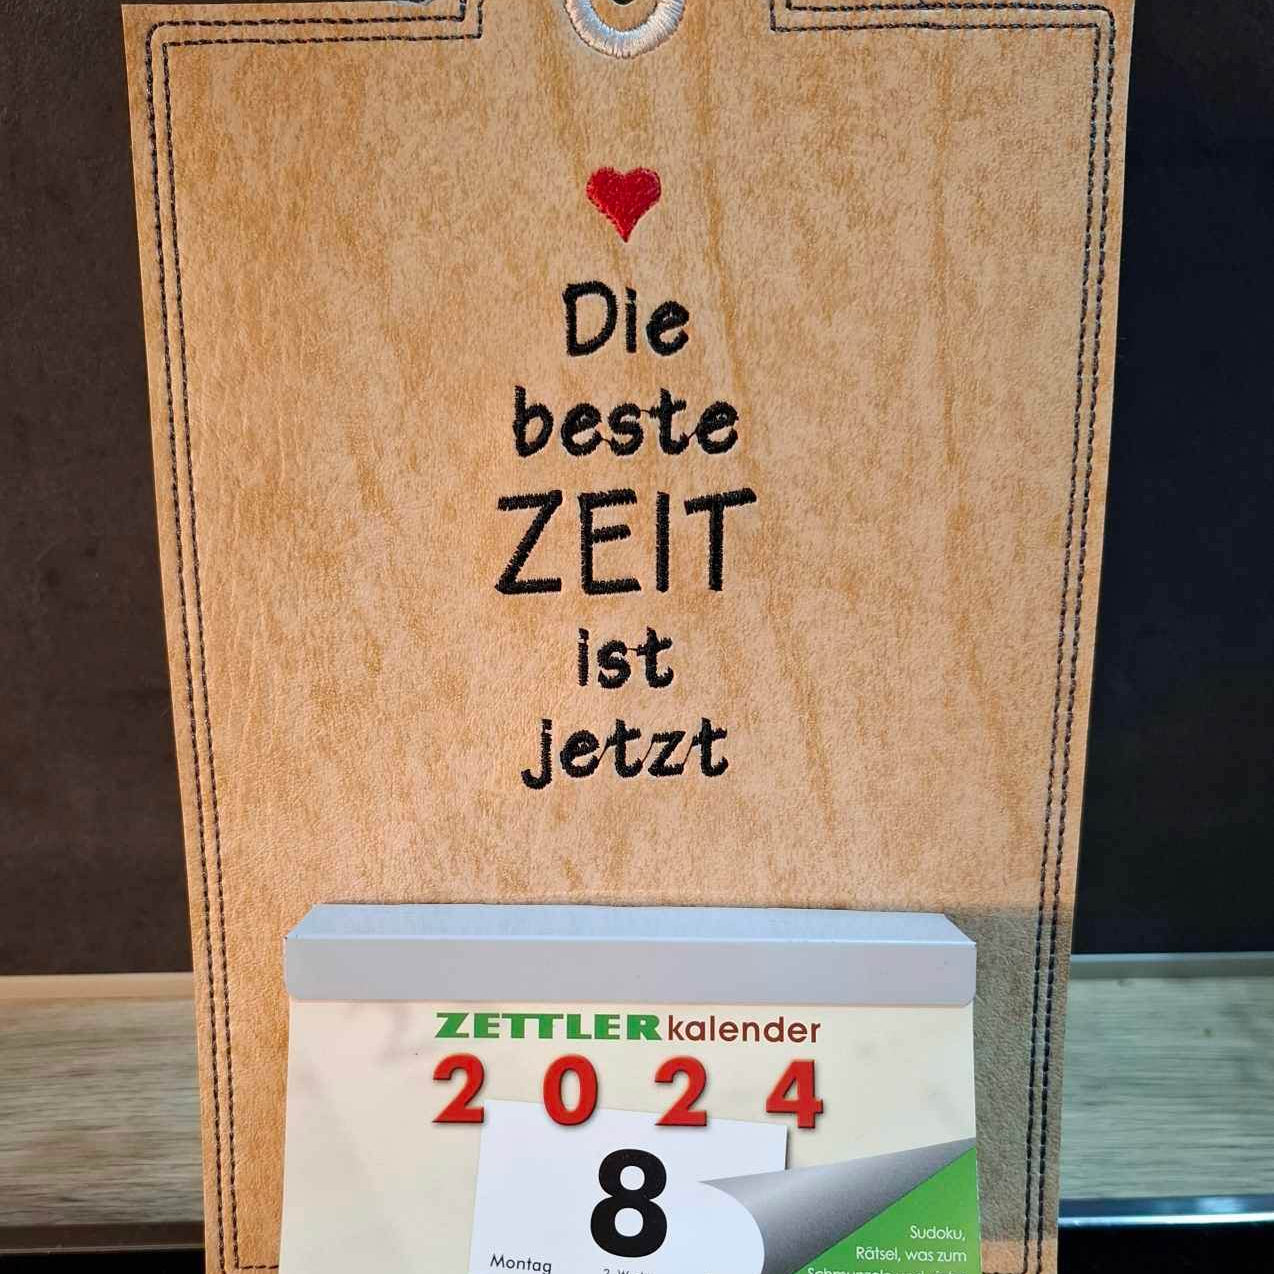 Die
beste
ZEIT
ist
jetzt
ZETTLERkalender
2024
8
Montag
Sudoku,
Rätsel, was zum